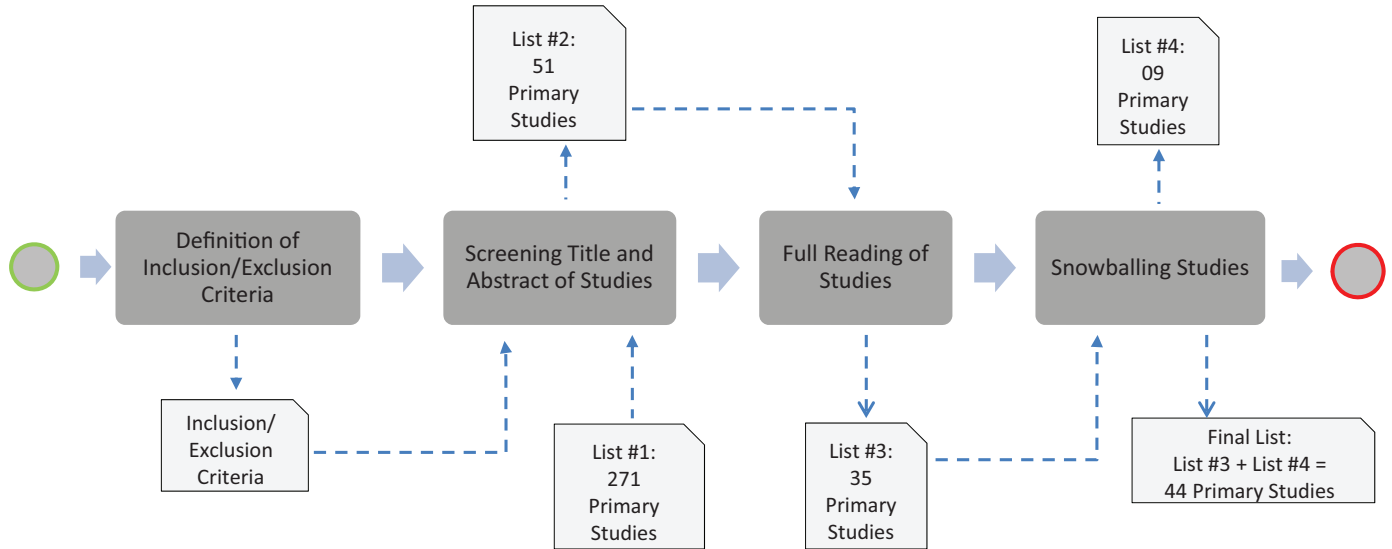 List #2:
51
Primary
Studies
List #4:
09
Primary
Studies
Definition of
Inclusion/Exclusion
Criteria
Screening Title and
Abstract of Studies
Full Reading of
Studies
Snowballing Studies
Inclusion/
Exclusion
Criteria
List #1:
271
Primary
Studies
List #3:
35
Primary
Studies
Final List:
List #3 + List #4 =
44 Primary Studies